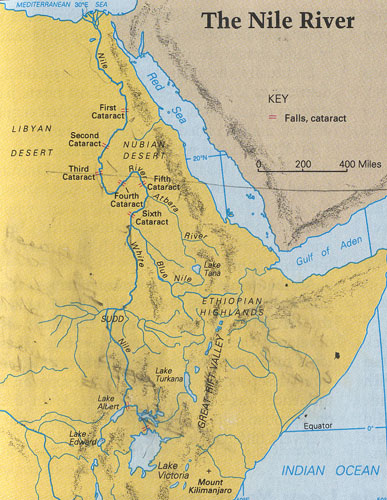 The Nile River
MEDITERRANEAN 30°E SEA
Nile
Red
Sea
KEY
Falls, cataract
First
Cataract
LIBYAN
DESERT
Second
Cataract
NUBIAN
DESERT
20°N
0 200 400 Miles
Third
Cataract
River
Fifth
Cataract
Fourth
Cataract
Atbara
River
Sixth
Cataract
Gulf of Aden
White
Blue
Nile
Lake
Tana
ETHIOPIAN
HIGHLANDS
SUDD
Nile
GREAT RIFT VALLEY
Lake
Turkana
Lake
Albert
Lake
Edward
Equator
0°
Lake
Victoria
Mount
Kilimanjaro
INDIAN OCEAN